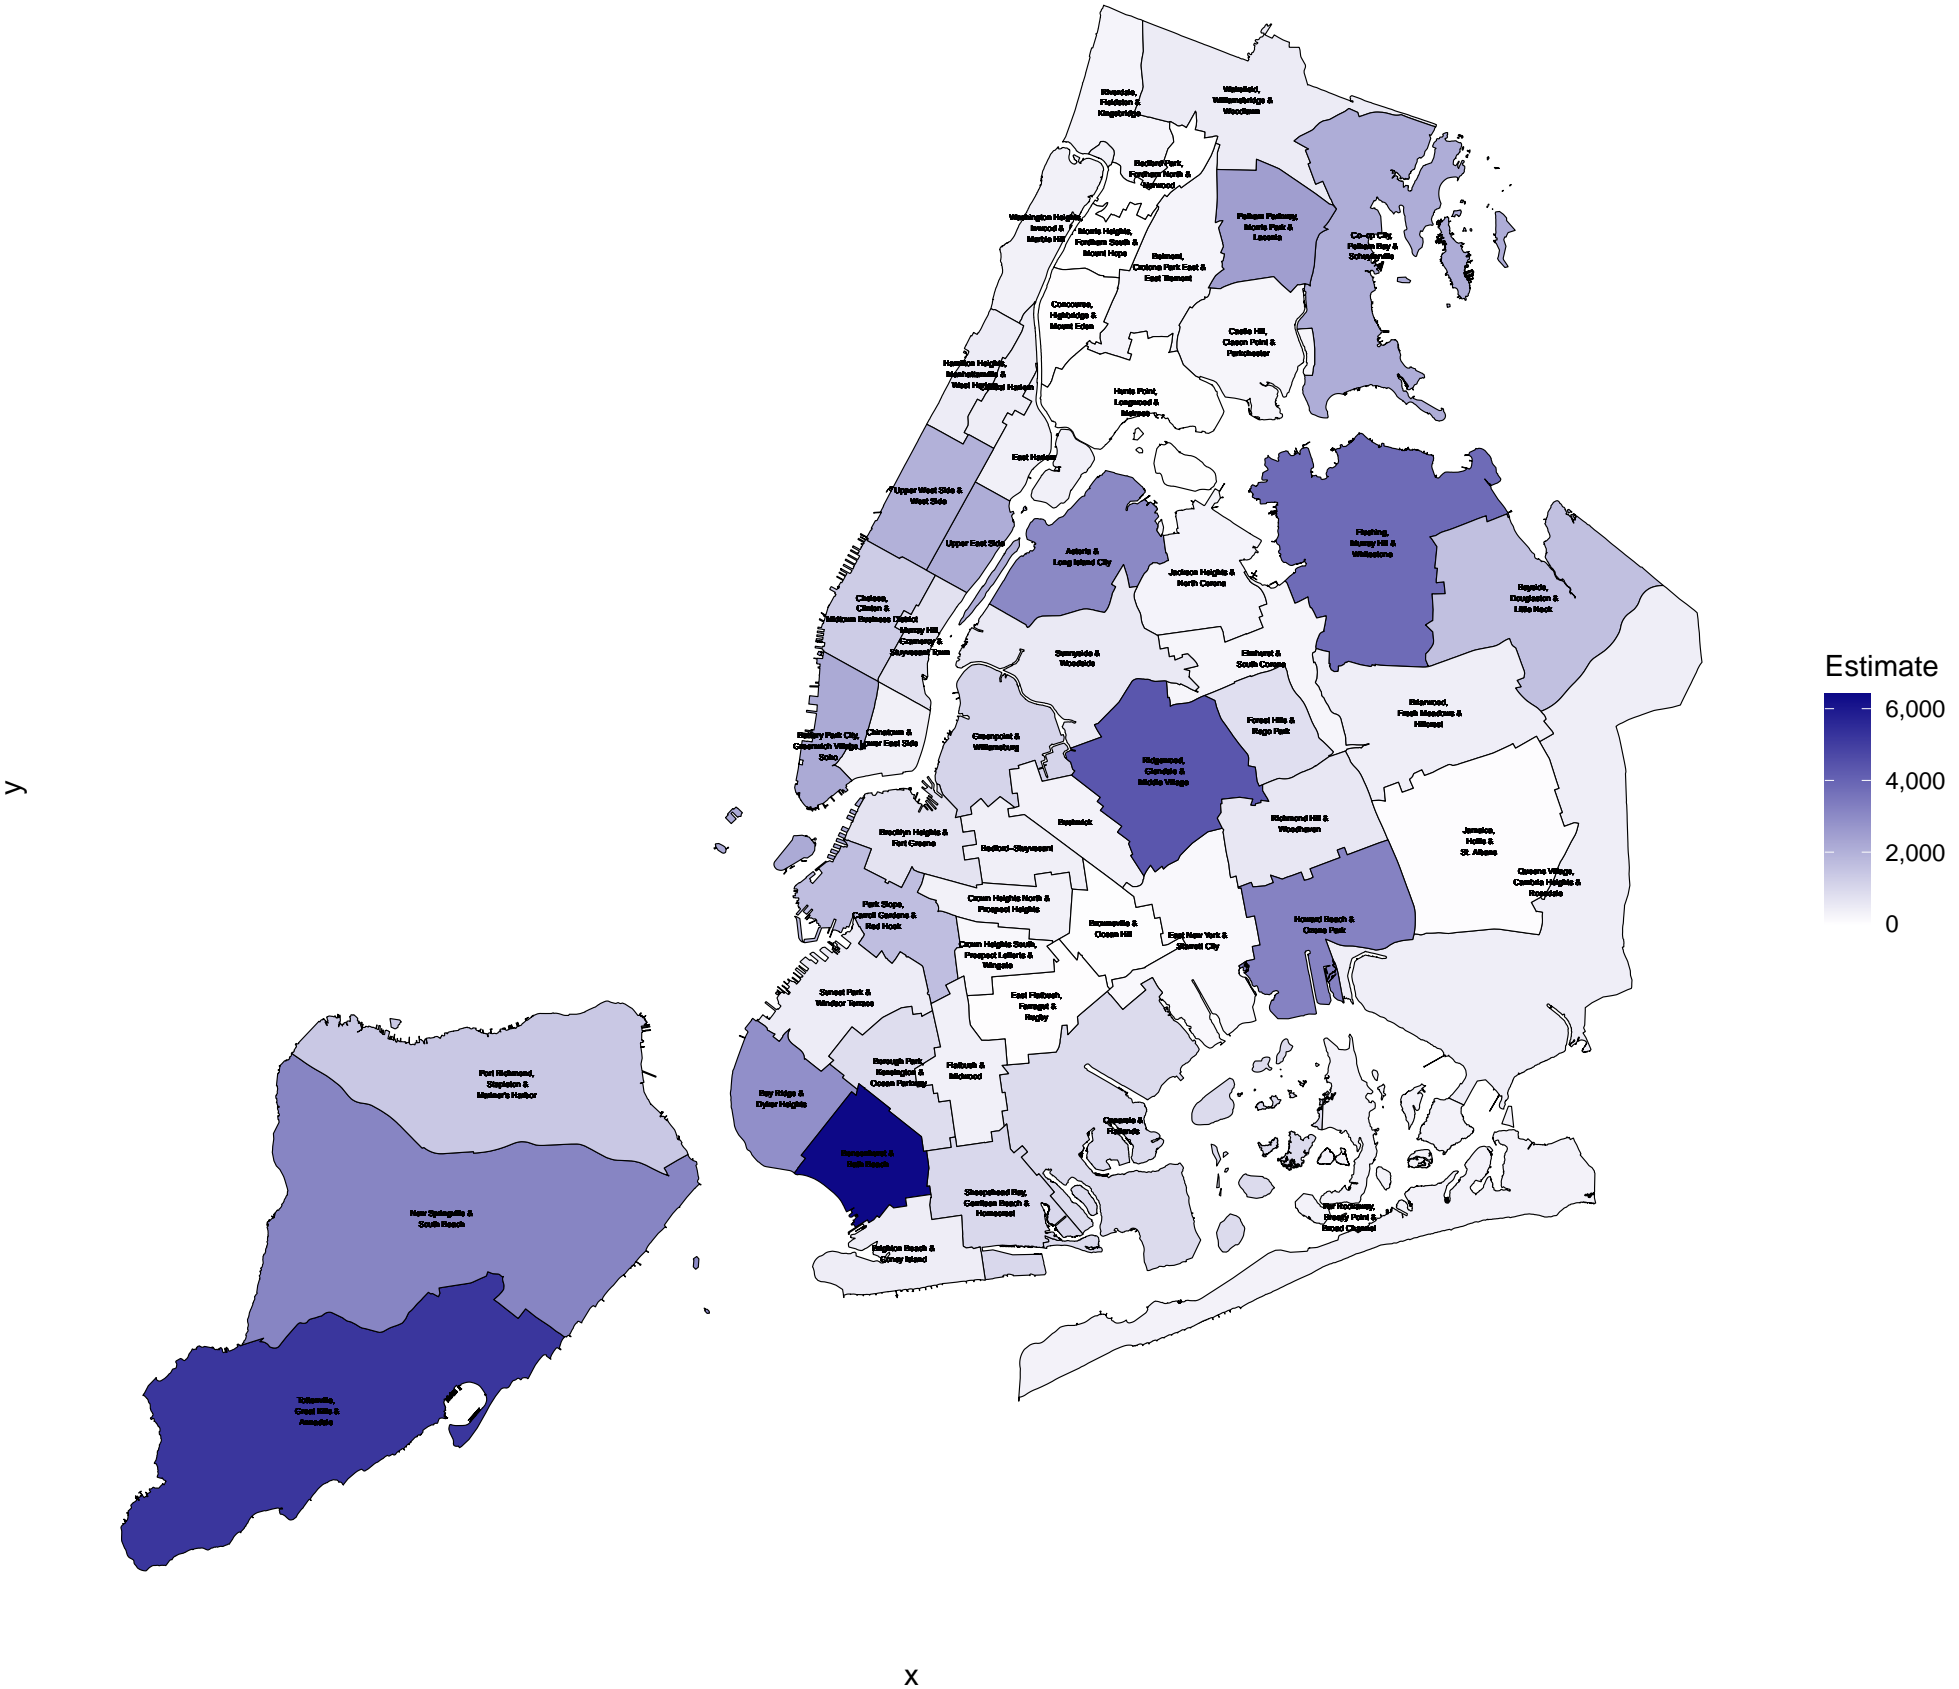 Riverdale,
Fieldston &
Kingsbridge
Wakefield,
Williamsbridge &
Woodlawn
Bedford Park,
Fordham North &
Norwood
Pelham Parkway,
Morris Park &
Laconia
Co-op City,
Pelham Bay &
Schuylerville
Washington Heights,
Inwood &
Marble Hill
Morris Heights,
Fordham South &
Mount Hope
Belmont,
Crotona Park East &
East Tremont
Concourse,
Highbridge &
Mount Eden
Castle Hill,
Clason Point &
Parkchester
Hamilton Heights,
Manhattanville &
West Harlem
Central Harlem
Hunts Point,
Longwood &
Melrose
East Harlem
Upper West Side &
West Side
Upper East Side
Astoria &
Long Island City
Jackson Heights &
North Corona
Flushing,
Murray Hill &
Whitestone
Bayside,
Douglaston &
Little Neck
Chelsea,
Clinton &
Midtown Business District
Murray Hill,
Gramercy &
Stuyvesant Town
Sunnyside &
Woodside
Elmhurst &
South Corona
Briarwood,
Fresh Meadows &
Hillcrest
Forest Hills &
Rego Park
Battery Park City,
Greenwich Village &
Soho
Chinatown &
Lower East Side
Greenpoint &
Williamsburg
Ridgewood,
Glendale &
Middle Village
Bushwick
Richmond Hill &
Woodhaven
Brooklyn Heights &
Fort Greene
Bedford-Stuyvesant
Jamaica,
Hollis &
St. Albans
Queens Village,
Cambria Heights &
Rosedale
Park Slope,
Carroll Gardens &
Red Hook
Crown Heights North &
Prospect Heights
Brownsville &
Ocean Hill
East New York &
Starrett City
Howard Beach &
Ozone Park
Crown Heights South,
Prospect Lefferts &
Wingate
Sunset Park &
Windsor Terrace
East Flatbush,
Farragut &
Rugby
Borough Park,
Kensington &
Ocean Parkway
Flatbush &
Midwood
Port Richmond,
Stapleton &
Mariner's Harbor
Bay Ridge &
Dyker Heights
Canarsie &
Flatlands
Bensonhurst &
Bath Beach
Sheepshead Bay,
Gerritsen Beach &
Homecrest
Far Rockaway,
Breezy Point &
Broad Channel
New Springville &
South Beach
Brighton Beach &
Coney Island
Tottenville,
Great Kills &
Annadale
Estimate
6,000
4,000
2,000
0
y
x